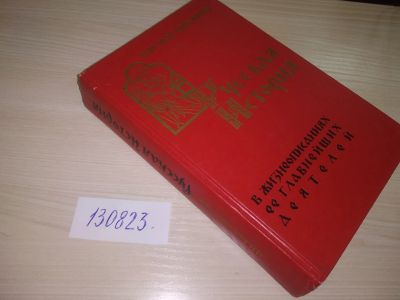 Русская
история
в жизнеописаниях
ее главнейших
деятелей
Русская история
130823.